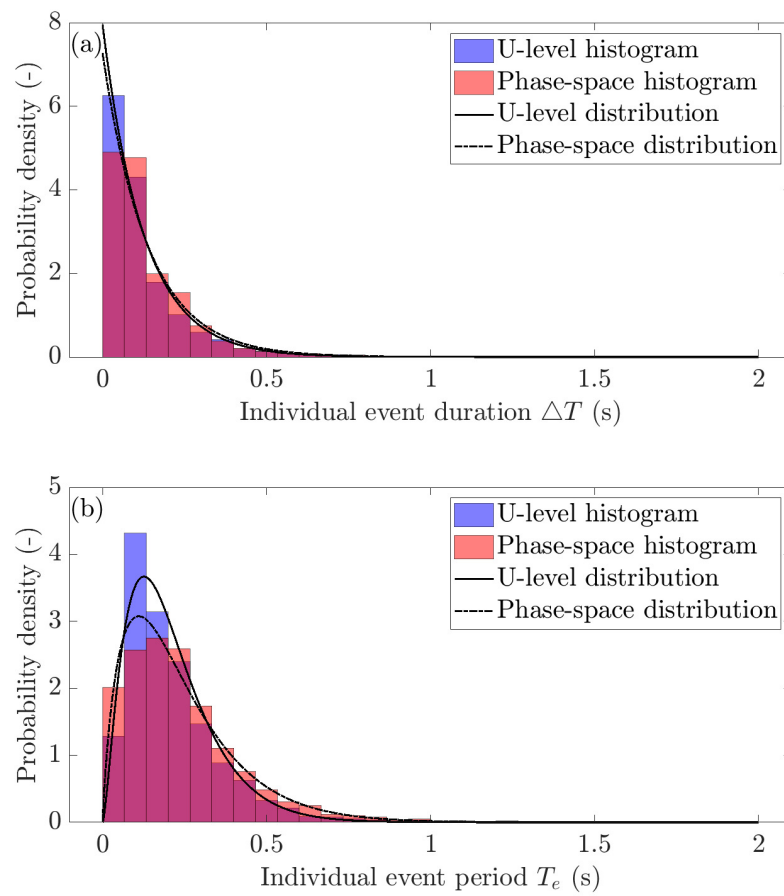 (a)
Probability density (-)
8
6
4
2
0
U-level histogram
Phase-space histogram
U-level distribution
Phase-space distribution
0 0.5 1 1.5 2
Individual event duration △T (s)
(b)
Probability density (-)
5
4
3
2
1
0
U-level histogram
Phase-space histogram
U-level distribution
Phase-space distribution
0 0.5 1 1.5 2
Individual event period Tₑ (s)